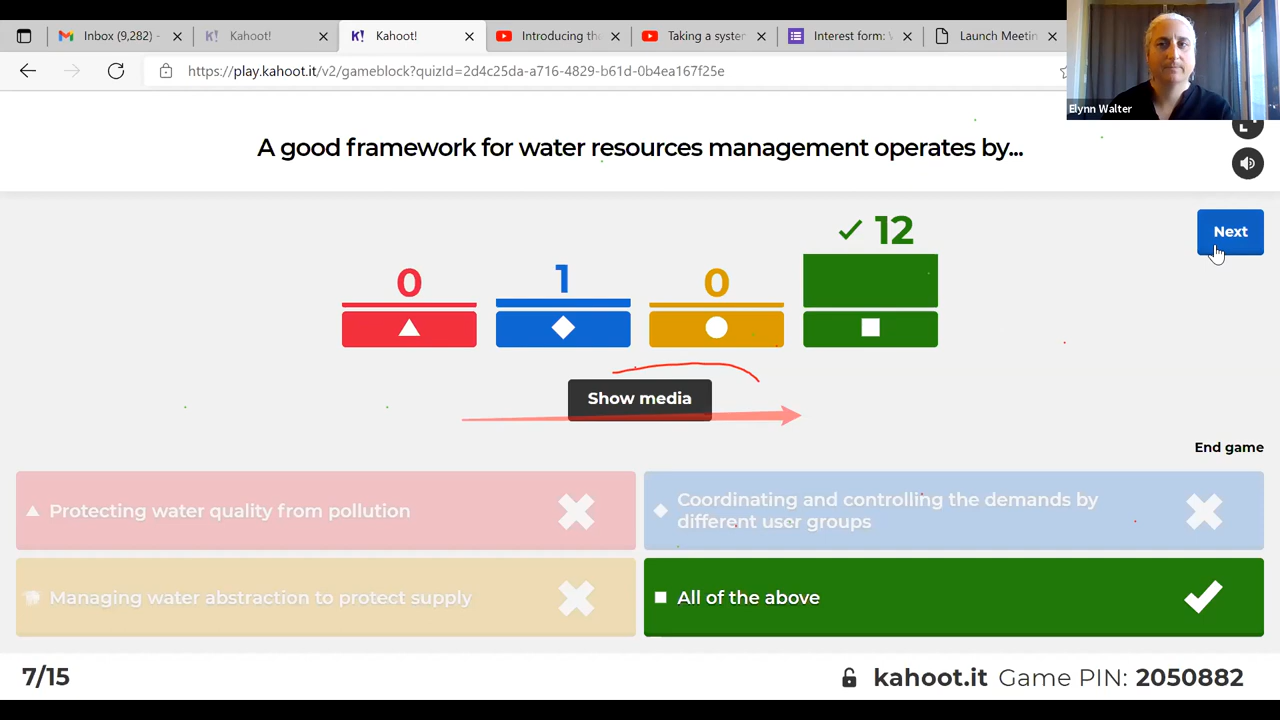 Inbox (9,282) -
Kahoot!
Kahoot!
Introducing the
Taking a syster
Interest form: V
Launch Meetin
https://play.kahoot.it/v2/gameblock?quizId=2d4c25da-a716-4829-b61d-0b4ea167f25e
Elynn Walter
A good framework for water resources management operates by...
0
1
0
12
Next
Show media
End game
Protecting water quality from pollution
Coordinating and controlling the demands by
different user groups
Managing water abstraction to protect supply
All of the above
7/15
kahoot.it Game PIN: 2050882